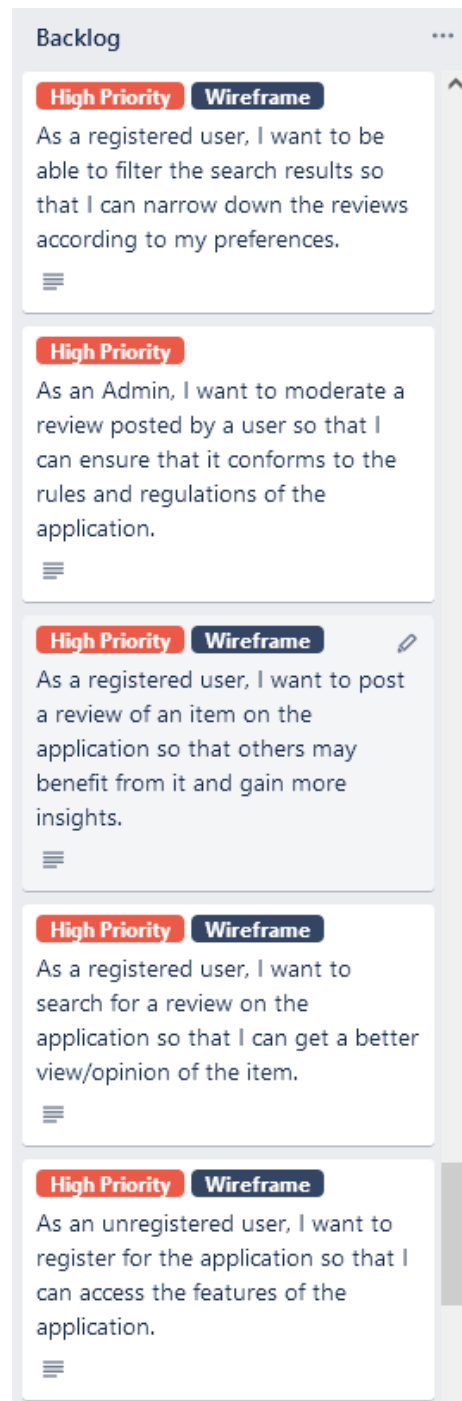 Backlog
High Priority Wireframe
As a registered user, I want to be
able to filter the search results so
that I can narrow down the reviews
according to my preferences.
High Priority
As an Admin, I want to moderate a
review posted by a user so that I
can ensure that it conforms to the
rules and regulations of the
application.
High Priority Wireframe
As a registered user, I want to post
a review of an item on the
application so that others may
benefit from it and gain more
insights.
High Priority Wireframe
As a registered user, I want to
search for a review on the
application so that I can get a better
view/opinion of the item.
High Priority Wireframe
As an unregistered user, I want to
register for the application so that I
can access the features of the
application.